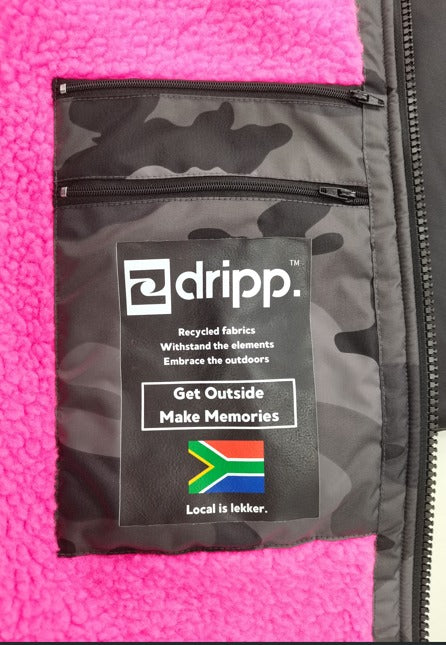 dripp.™
Recycled fabrics
Withstand the elements
Embrace the outdoors
Get Outside
Make Memories
Local is lekker.